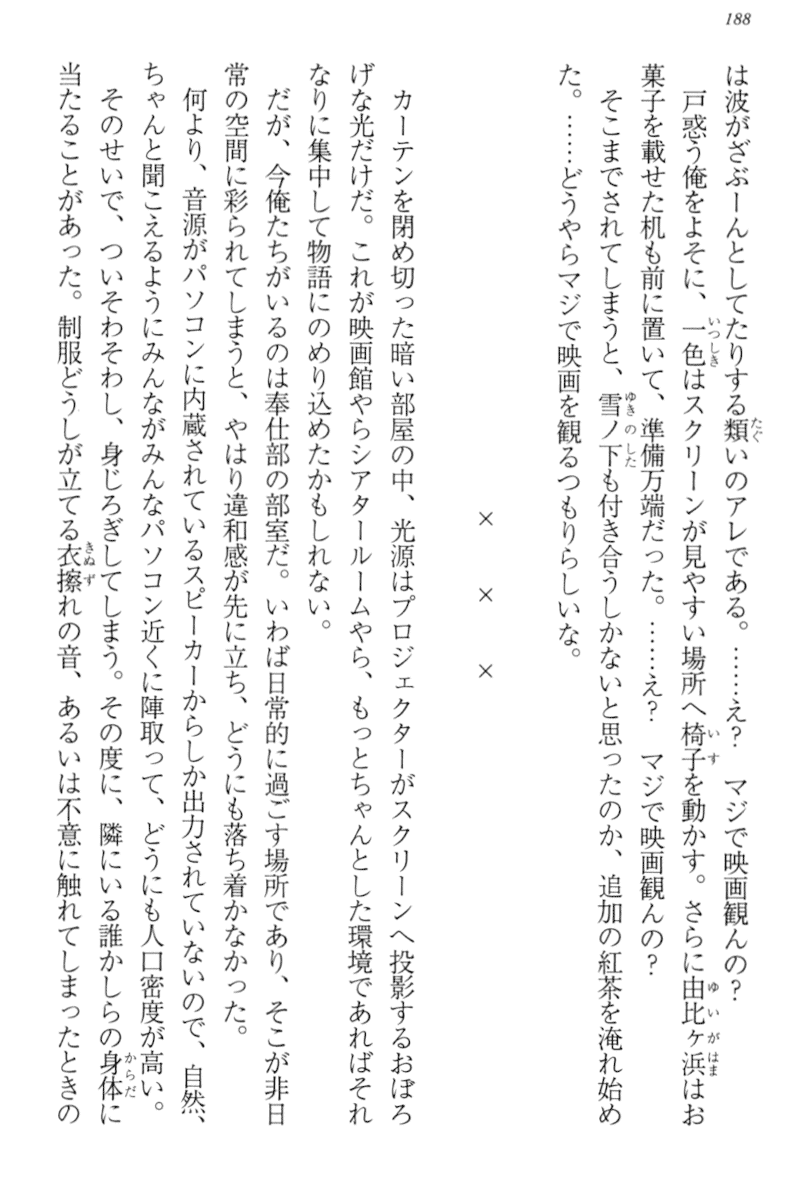 188
は波がざぶーんとしてたりする類いのアレである。……え？　マジで映画観んの？
　戸惑う俺をよそに、一色はスクリーンが見やすい場所へ椅子を動かす。さらに由比ヶ浜はお
菓子を載せた机も前に置いて、準備万端だった。……え？　マジで映画観んの？
　そこまでされてしまうと、雪ノ下も付き合うしかないと思ったのか、追加の紅茶を淹れ始め
た。……どうやらマジで映画を観るつもりらしいな。
×　×　×
　カーテンを閉め切った暗い部屋の中、光源はプロジェクターがスクリーンへ投影するおぼろ
げな光だけだ。これが映画館やらシアタールームやら、もっとちゃんとした環境であればそれ
なりに集中して物語にのめり込めたかもしれない。
　だが、今俺たちがいるのは奉仕部の部室だ。いわば日常的に過ごす場所であり、そこが非日
常の空間に彩られてしまうと、やはり違和感が先に立ち、どうにも落ち着かなかった。
　何より、音源がパソコンに内蔵されているスピーカーからしか出力されていないので、自然、
ちゃんと聞こえるようにみんながみんなパソコン近くに陣取って、どうにも人口密度が高い。
　そのせいで、ついそわそわし、身じろぎしてしまう。その度に、隣にいる誰かしらの身体に
当たることがあった。制服どうしが立てる衣擦れの音、あるいは不意に触れてしまったときの